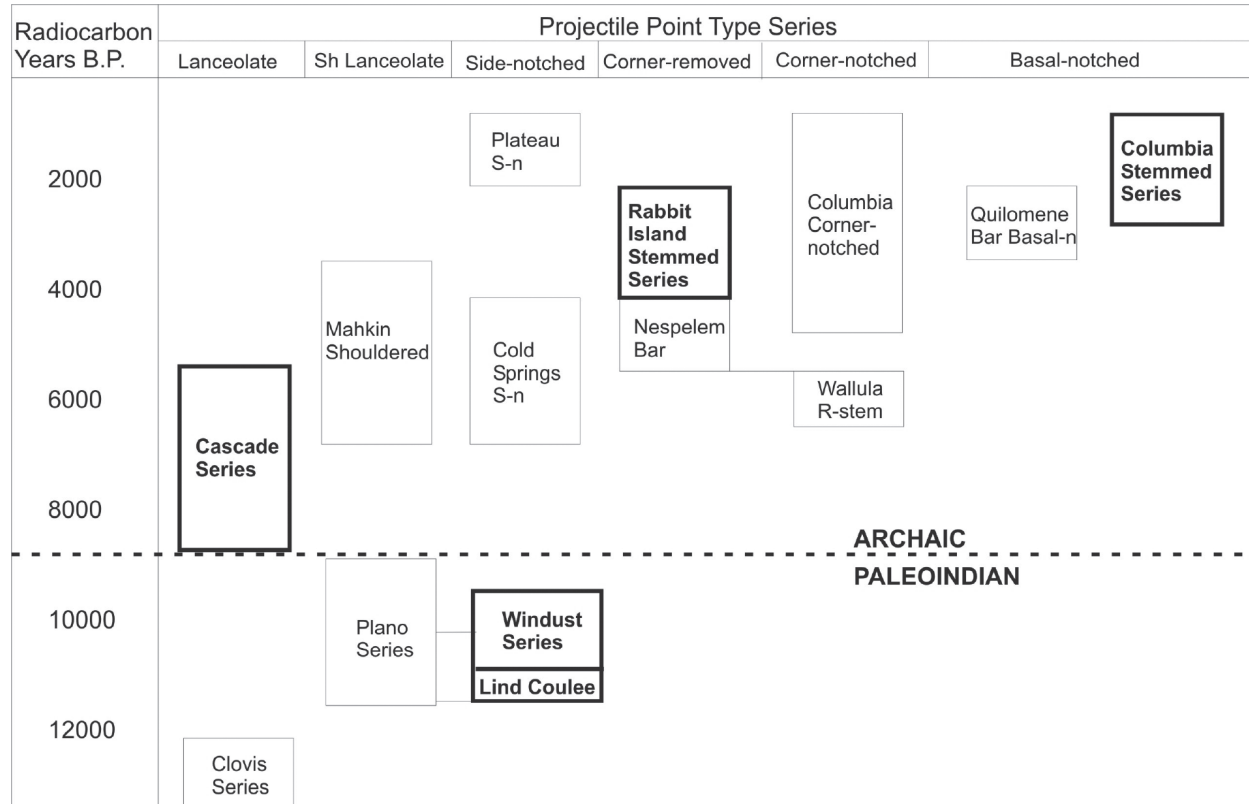 Radiocarbon
Years B.P.
Projectile Point Type Series
Lanceolate
Sh Lanceolate
Side-notched
Corner-removed
Corner-notched
Basal-notched
2000
4000
6000
8000
10000
12000
Plateau
S-n
Columbia
Stemmed
Series
Rabbit
Island
Stemmed
Series
Columbia
Corner-
notched
Quilomene
Bar Basal-n
Mahkin
Shouldered
Cold
Springs
S-n
Nespelem
Bar
Wallula
R-stem
Cascade
Series
ARCHAIC
PALEOINDIAN
Plano
Series
Windust
Series
Lind Coulee
Clovis
Series